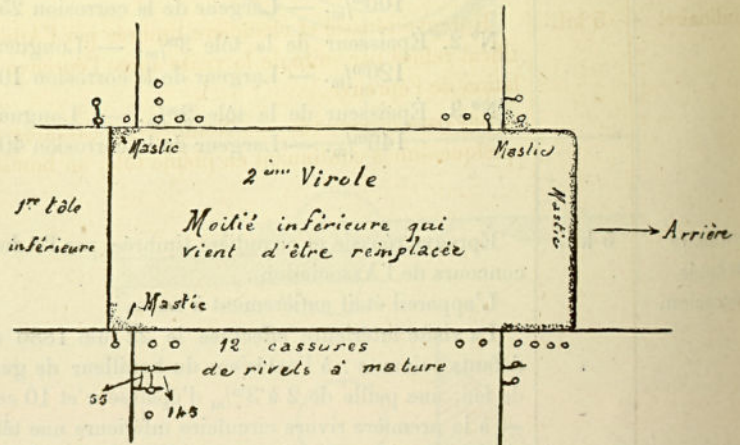 Mastic
Mastic
2ème Virole
1re tôle
inférieure
Moitié inférieure qui
vient d'être remplacée
Mastic
Arrière
Mastic
12 cassures
de rivets à mature
55
145